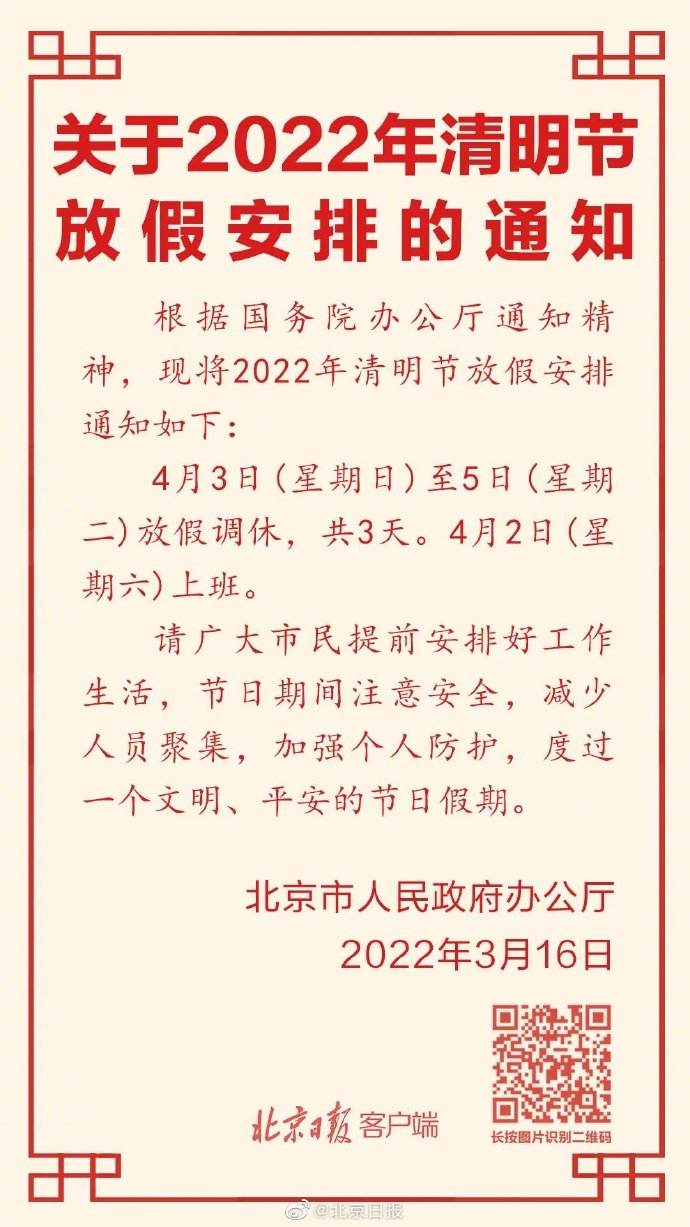 关于2022年清明节
放假安排的通知
根据国务院办公厅通知精
神，现将2022年清明节放假安排
通知如下：
4月3日(星期日)至5日(星期
二)放假调休，共3天。4月2日(星
期六)上班。
请广大市民提前安排好工作
生活，节日期间注意安全，减少
人员聚集，加强个人防护，度过
一个文明、平安的节日假期。
北京市人民政府办公厅
2022年3月16日
北京日报 客户端
长按图片识别二维码
@北京日报